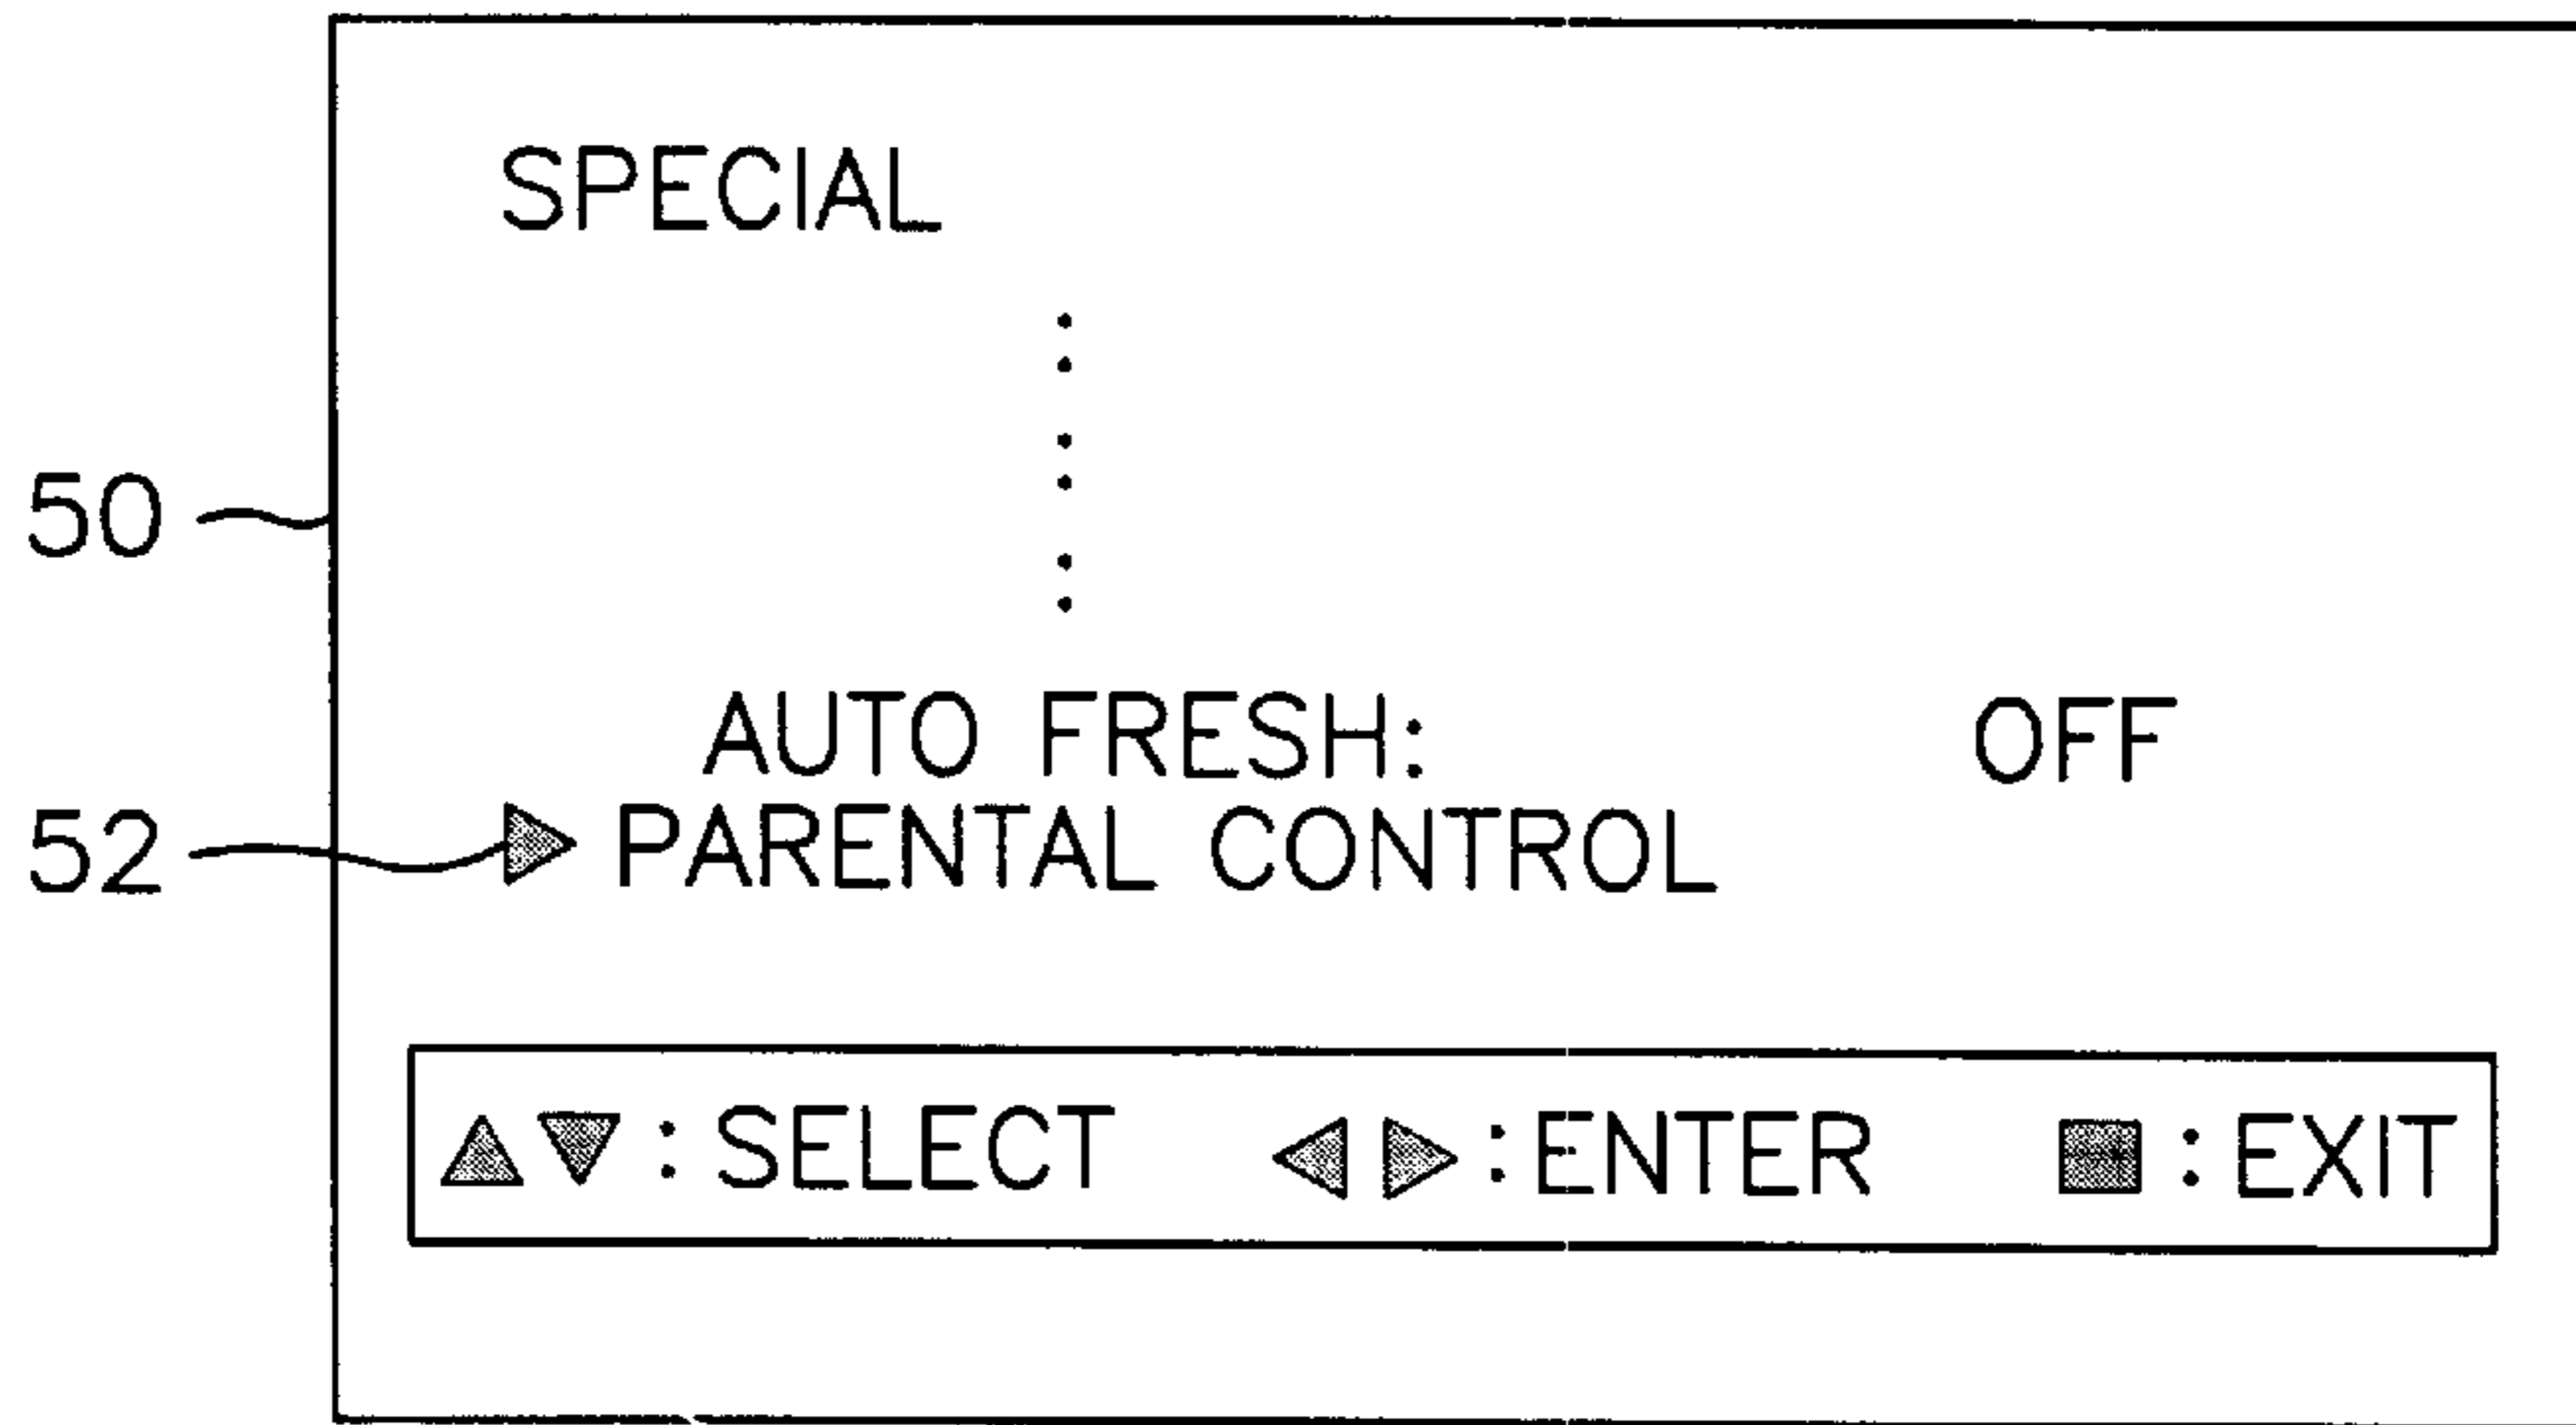 SPECIAL
:
:
:
50
AUTO FRESH: OFF
52 ▶ PARENTAL CONTROL
▲▼: SELECT ◀▶: ENTER ■: EXIT